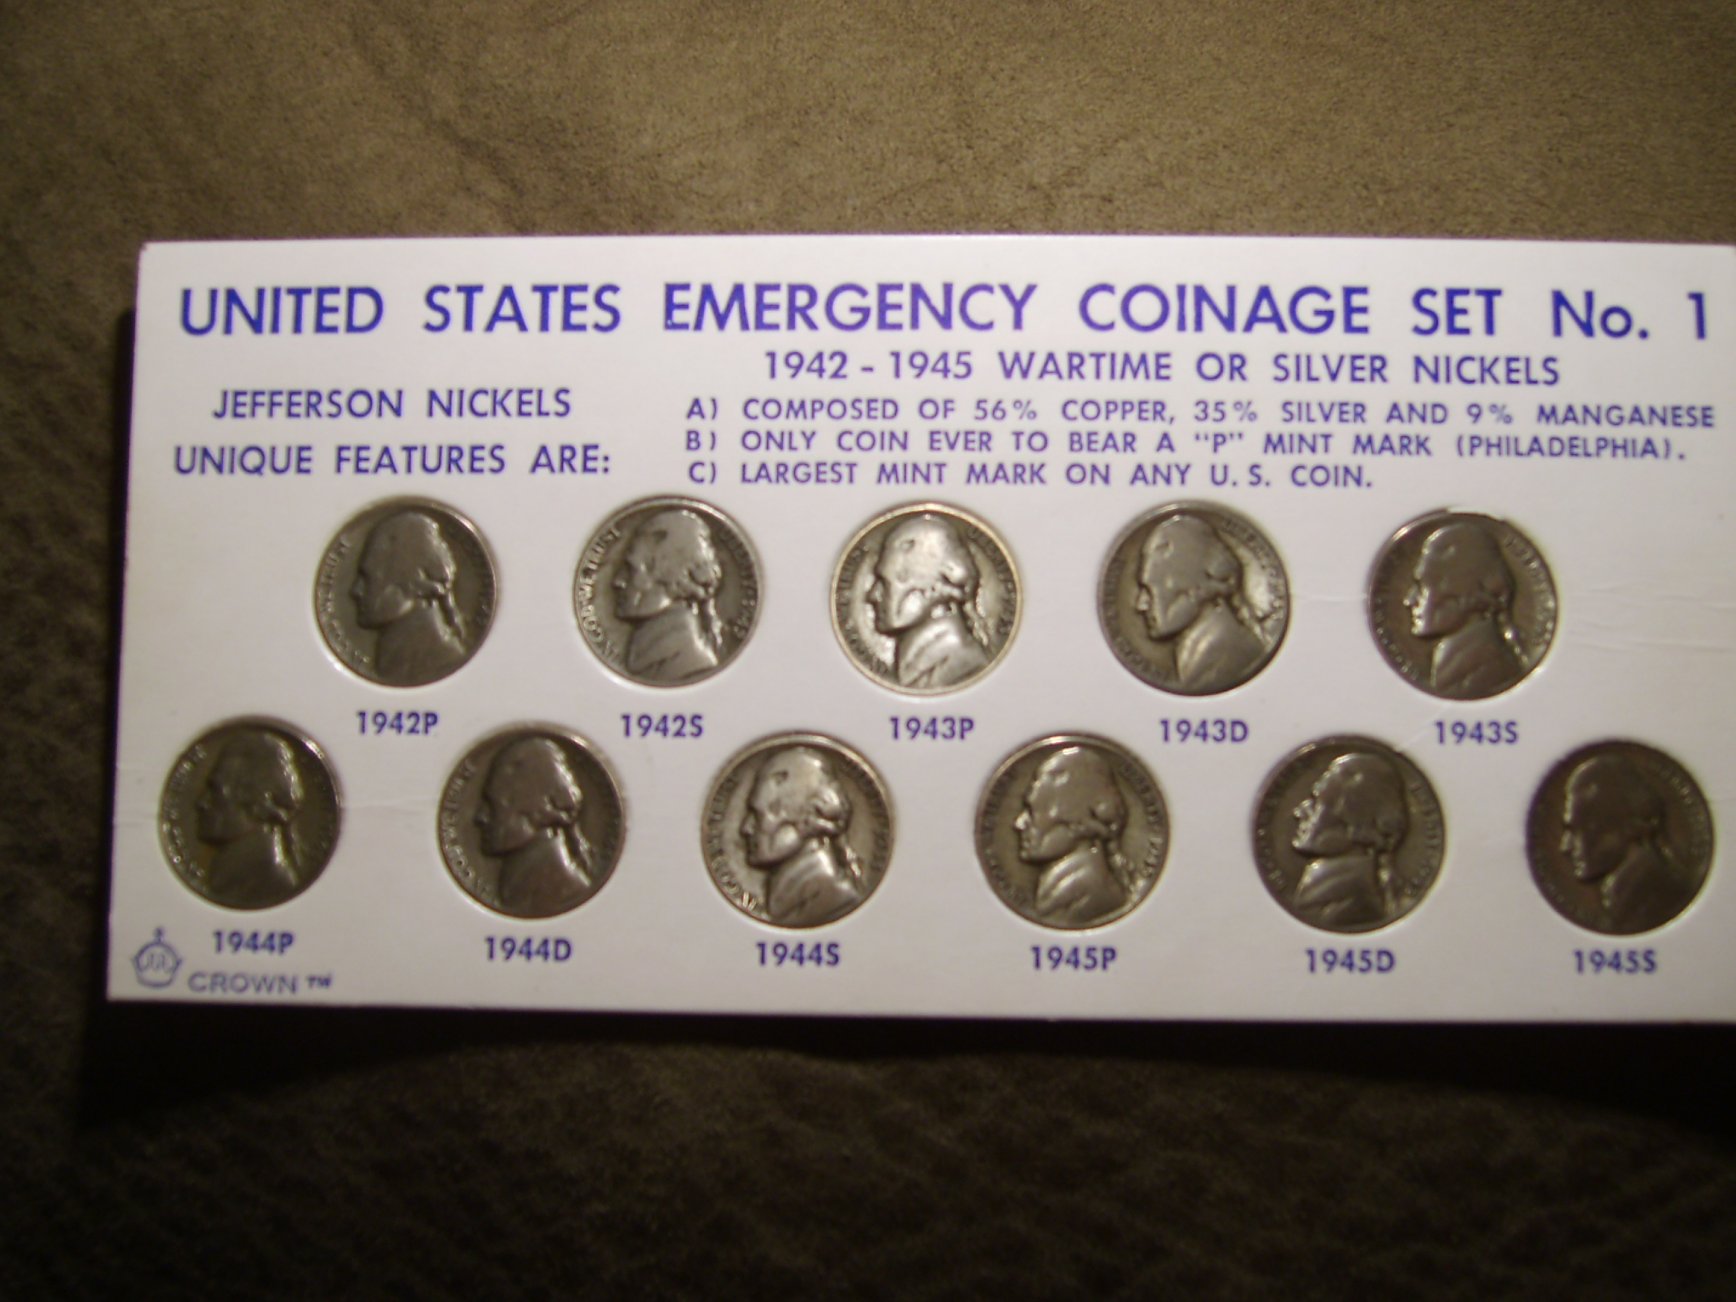 UNITED STATES EMERGENCY COINAGE SET No. 1
1942 - 1945 WARTIME OR SILVER NICKELS
JEFFERSON NICKELS
UNIQUE FEATURES ARE:
A) COMPOSED OF 56% COPPER, 35% SILVER AND 9% MANGANESE
B) ONLY COIN EVER TO BEAR A "P" MINT MARK (PHILADELPHIA).
C) LARGEST MINT MARK ON ANY U.S. COIN.
1942P 1942S 1943P 1943D 1943S
1944P 1944D 1944S 1945P 1945D 1945S
CROWN™